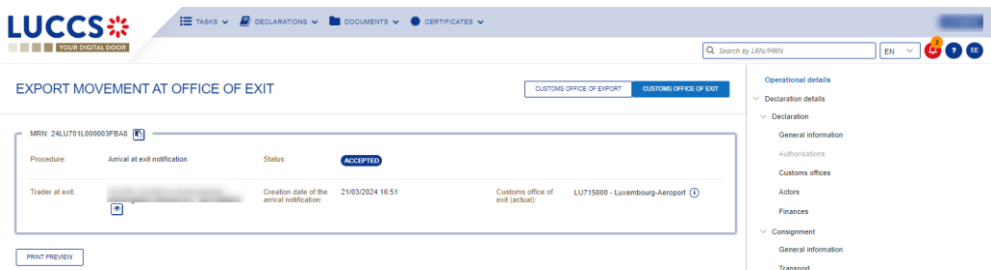 LUCCS
YOUR DIGITAL DOOR
TASKS DECLARATIONS DOCUMENTS CERTIFICATES
Search by LRN/MRN EN 2 ? EE
EXPORT MOVEMENT AT OFFICE OF EXIT
CUSTOMS OFFICE OF EXPORT CUSTOMS OFFICE OF EXIT
MRN: 24LU701L000003FBA8
Procedure: Arrival at exit notification Status: ACCEPTED
Trader at exit: Creation date of the arrival notification: 21/03/2024 16:51 Customs office of exit (actual): LU715000 - Luxembourg-Aeroport
PRINT PREVIEW
Operational details
Declaration details
Declaration
General information
Authorisations
Customs offices
Actors
Finances
Consignment
General information
Transport